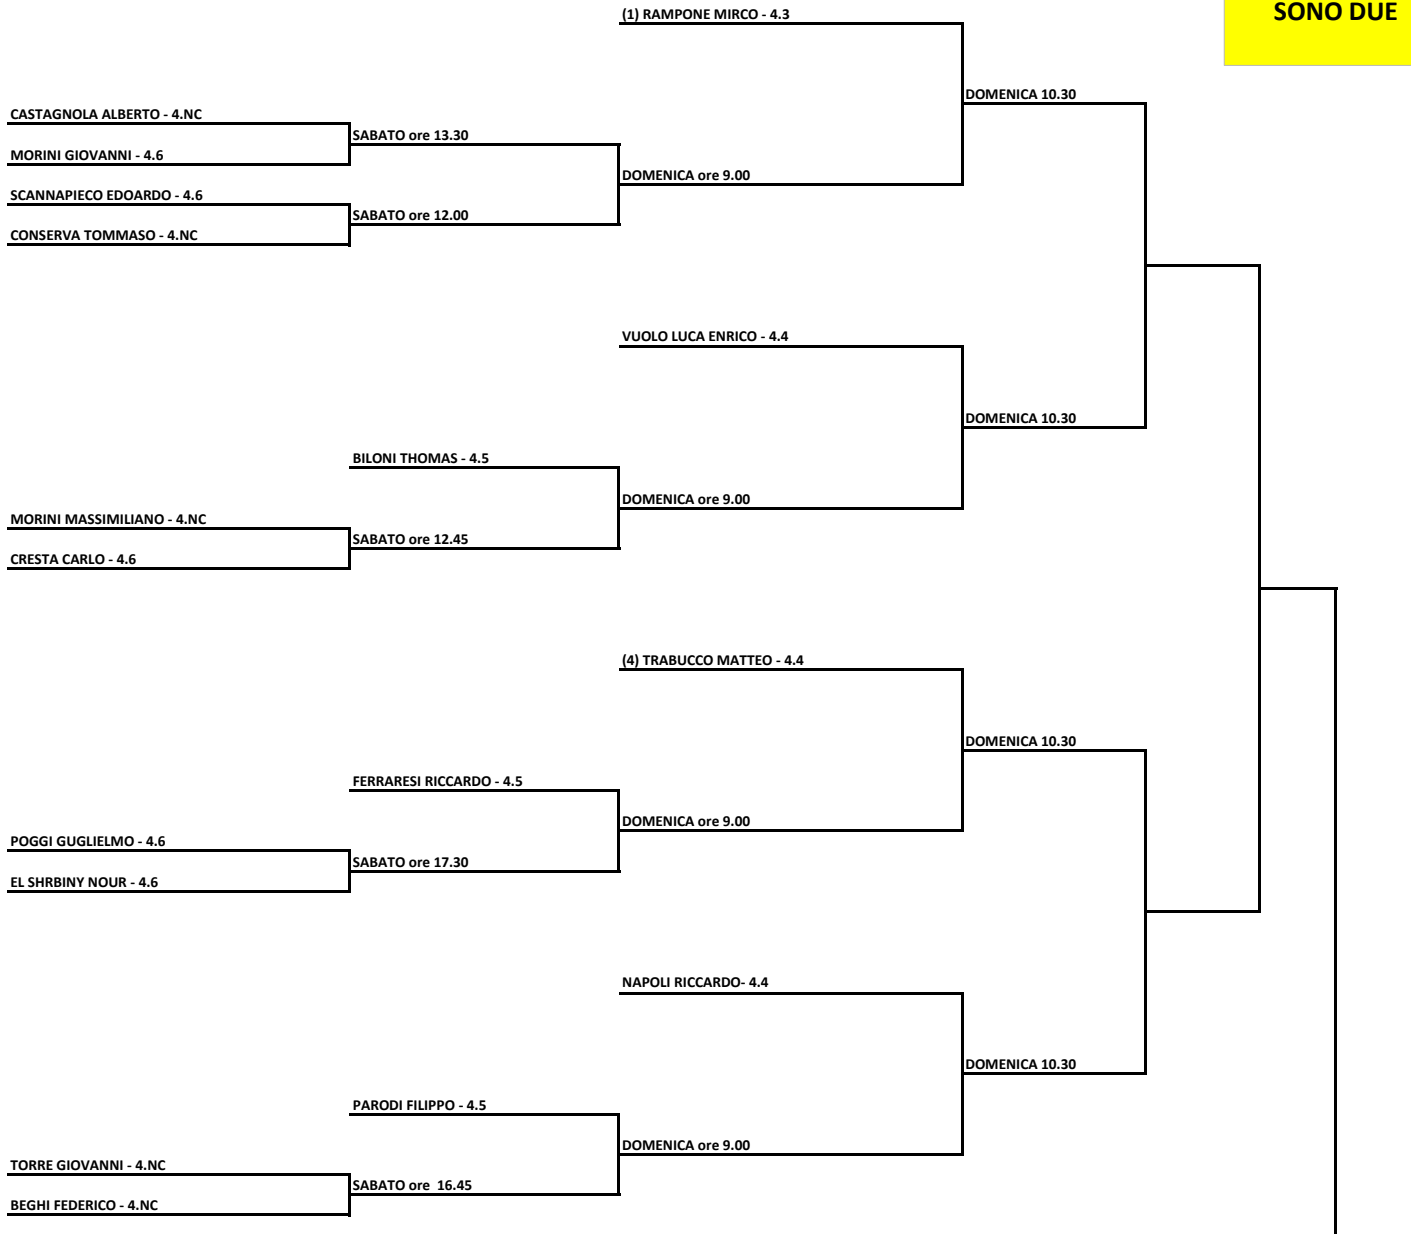 SONO DUE
(1) RAMPONE MIRCO - 4.3
DOMENICA 10.30
CASTAGNOLA ALBERTO - 4.NC
SABATO ore 13.30
MORINI GIOVANNI - 4.6
DOMENICA ore 9.00
SCANNAPIECO EDOARDO - 4.6
SABATO ore 12.00
CONSERVA TOMMASO - 4.NC
VUOLO LUCA ENRICO - 4.4
DOMENICA 10.30
BILONI THOMAS - 4.5
DOMENICA ore 9.00
MORINI MASSIMILIANO - 4.NC
SABATO ore 12.45
CRESTA CARLO - 4.6
(4) TRABUCCO MATTEO - 4.4
DOMENICA 10.30
FERRARESI RICCARDO - 4.5
DOMENICA ore 9.00
POGGI GUGLIELMO - 4.6
SABATO ore 17.30
EL SHRBINY NOUR - 4.6
NAPOLI RICCARDO- 4.4
DOMENICA 10.30
PARODI FILIPPO - 4.5
DOMENICA ore 9.00
TORRE GIOVANNI - 4.NC
SABATO ore  16.45
BEGHI FEDERICO - 4.NC